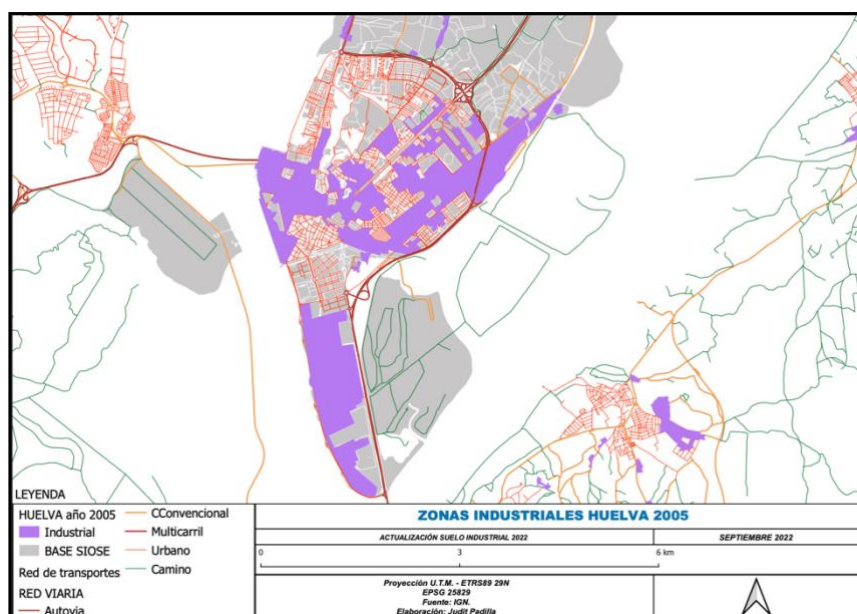 LEYENDA
HUELVA año 2005
Industrial
BASE SIOSE
Red de transportes
RED VIARIA
Autovia
CConvencional
Multicarril
Urbano
Camino
ZONAS INDUSTRIALES HUELVA 2005
ACTUALIZACIÓN SUELO INDUSTRIAL 2022
SEPTIEMBRE 2022
0 3 6 km
Proyección U.T.M. - ETRS89 29N
EPSG 25829
Fuente: IGN.
Elaboración: Judit Padilla